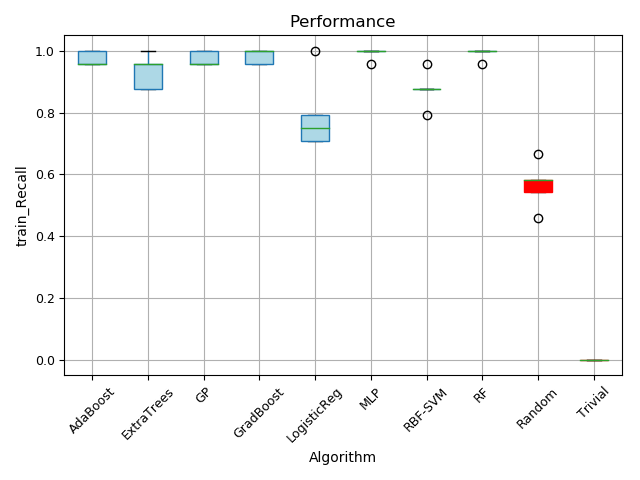 Performance
train_Recall
1.0
0.8
0.6
0.4
0.2
0.0
AdaBoost
ExtraTrees
GP
GradBoost
LogisticReg
MLP
RBF-SVM
RF
Random
Trivial
Algorithm